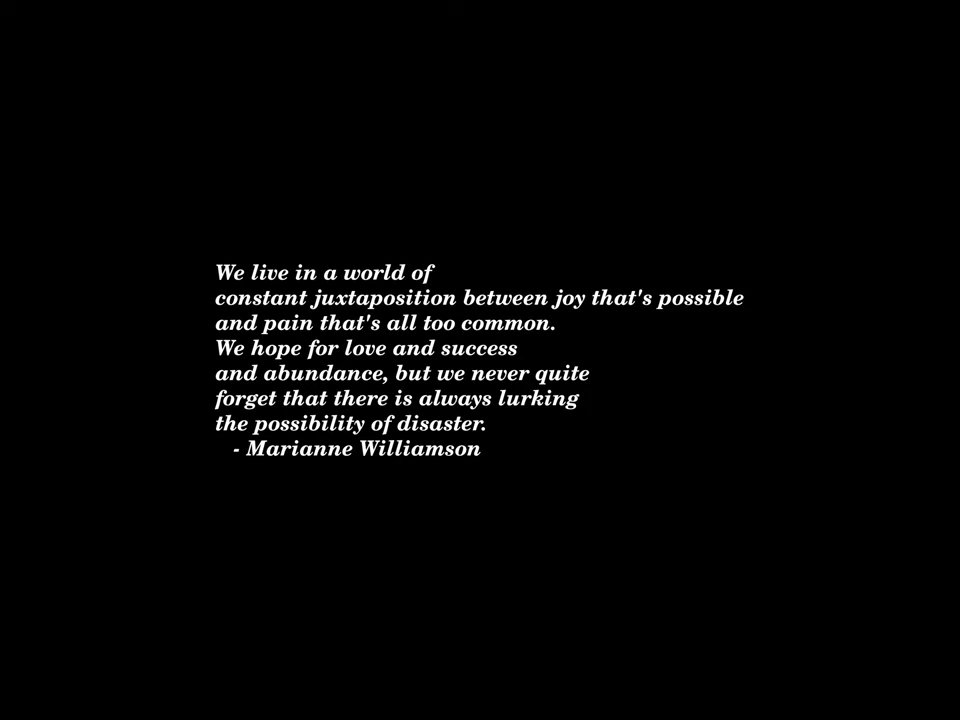 We live in a world of
constant juxtaposition between joy that's possible
and pain that's all too common.
We hope for love and success
and abundance, but we never quite
forget that there is always lurking
the possibility of disaster.
- Marianne Williamson